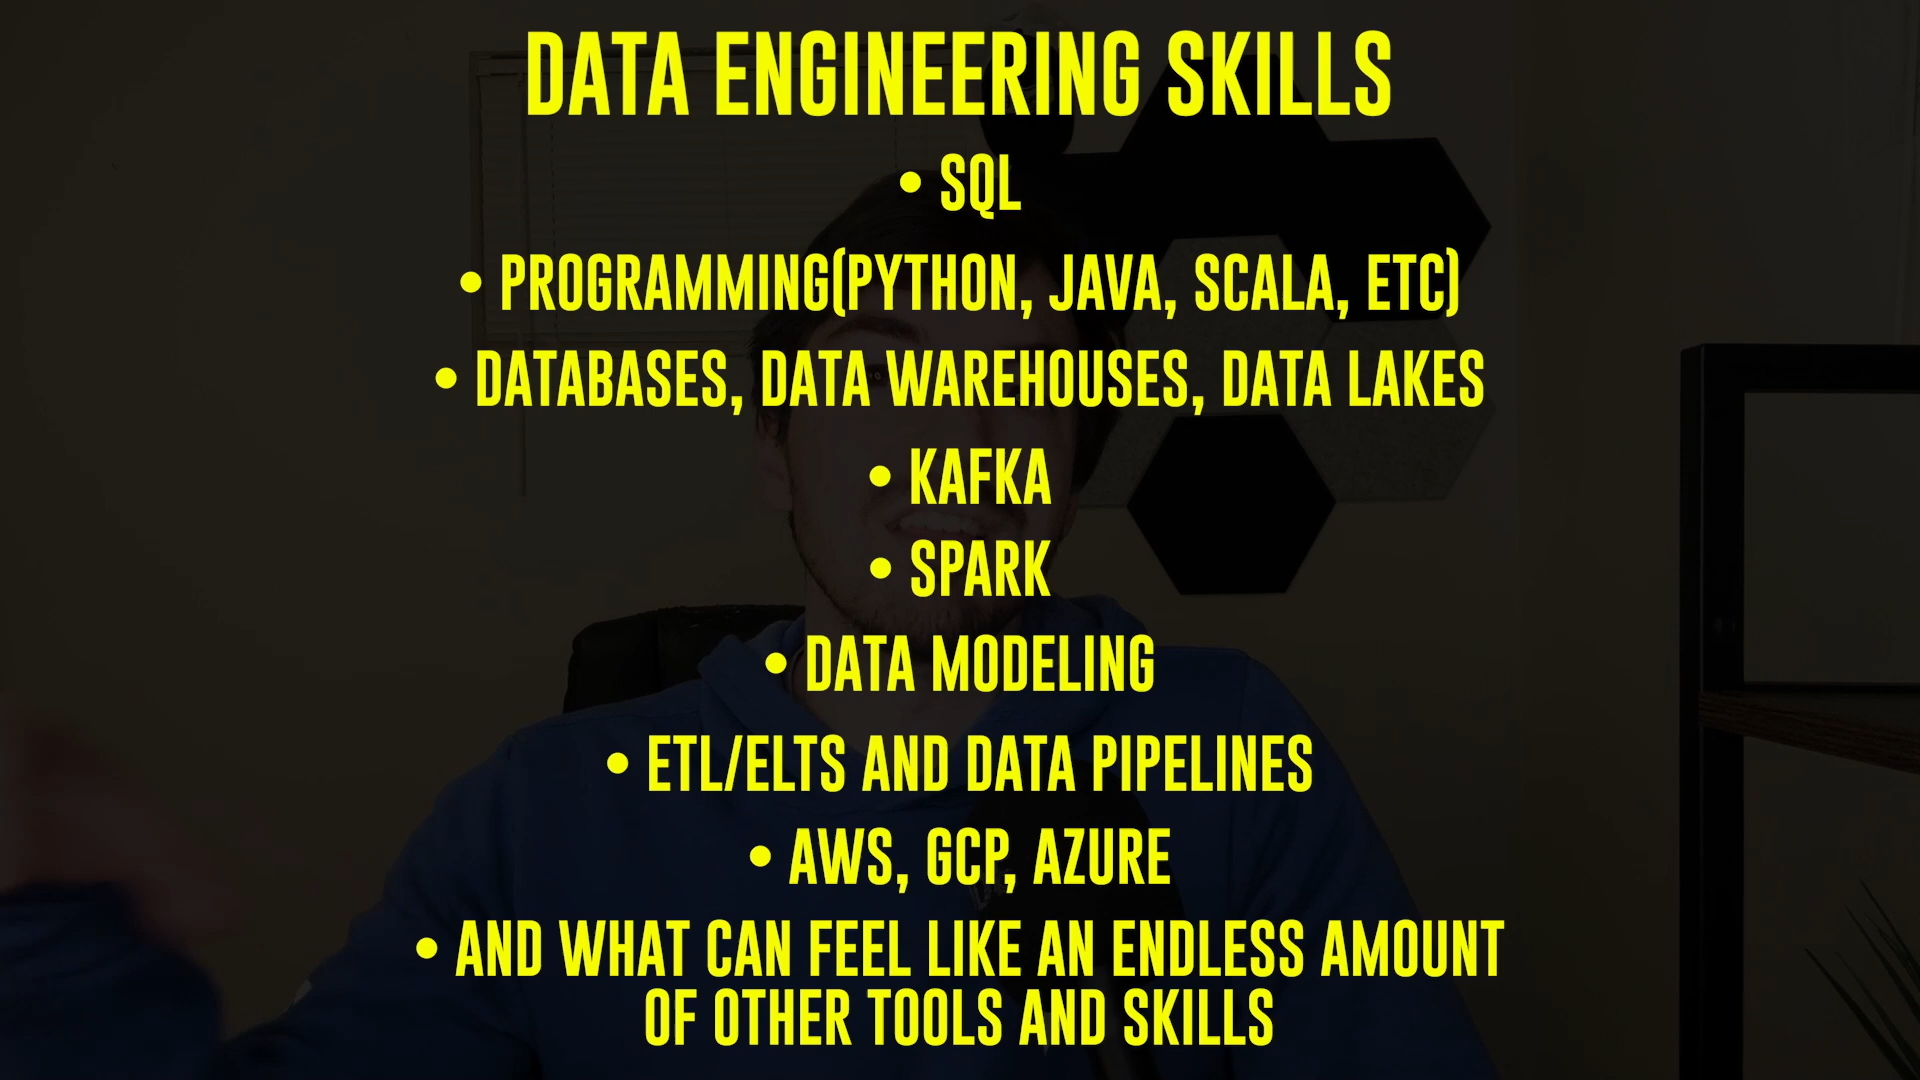 DATA ENGINEERING SKILLS
• SQL
• PROGRAMMING(PYTHON, JAVA, SCALA, ETC)
• DATABASES, DATA WAREHOUSES, DATA LAKES
• KAFKA
• SPARK
• DATA MODELING
• ETL/ELTS AND DATA PIPELINES
• AWS, GCP, AZURE
• AND WHAT CAN FEEL LIKE AN ENDLESS AMOUNT
OF OTHER TOOLS AND SKILLS